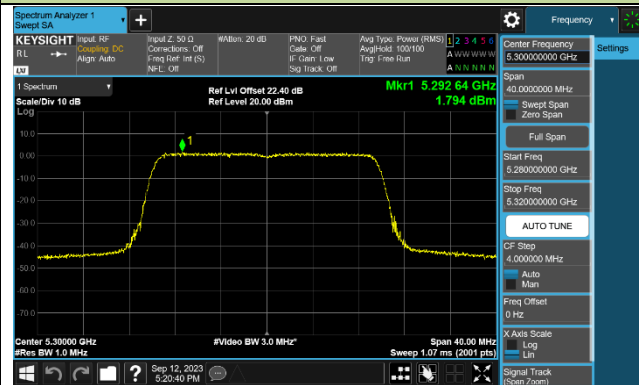 Spectrum Analyzer 1
Swept SA
Frequency
KEYSIGHT
RL
LXI
Input: RF
Coupling: DC
Align: Auto
Input Z: 50 Ω
Corrections: Off
Freq Ref: Int (S)
NFE: Off
#Atten: 20 dB
PNO: Fast
Gate: Off
IF Gain: Low
Sig Track: Off
Avg Type: Power (RMS)
Avg|Hold: 100/100
Trig: Free Run
1 2 3 4 5 6
A W W W W W
A N N N N N
Center Frequency
5.300000000 GHz
Settings
Span
40.0000000 MHz
Swept Span
Zero Span
Full Span
Start Freq
5.280000000 GHz
Stop Freq
5.320000000 GHz
AUTO TUNE
CF Step
4.000000 MHz
Auto
Man
Freq Offset
0 Hz
X Axis Scale
Log
Lin
Signal Track
(Span Zoom)
1 Spectrum
Scale/Div 10 dB
Log
Ref Lvl Offset 22.40 dB
Ref Level 20.00 dBm
Mkr1 5.292 64 GHz
1.794 dBm
1
10.0
0.00
-10.0
-20.0
-30.0
-40.0
-50.0
-60.0
-70.0
Center 5.30000 GHz
#Res BW 1.0 MHz
#Video BW 3.0 MHz*
Span 40.00 MHz
Sweep 1.07 ms (2001 pts)
?
Sep 12, 2023
5:20:40 PM